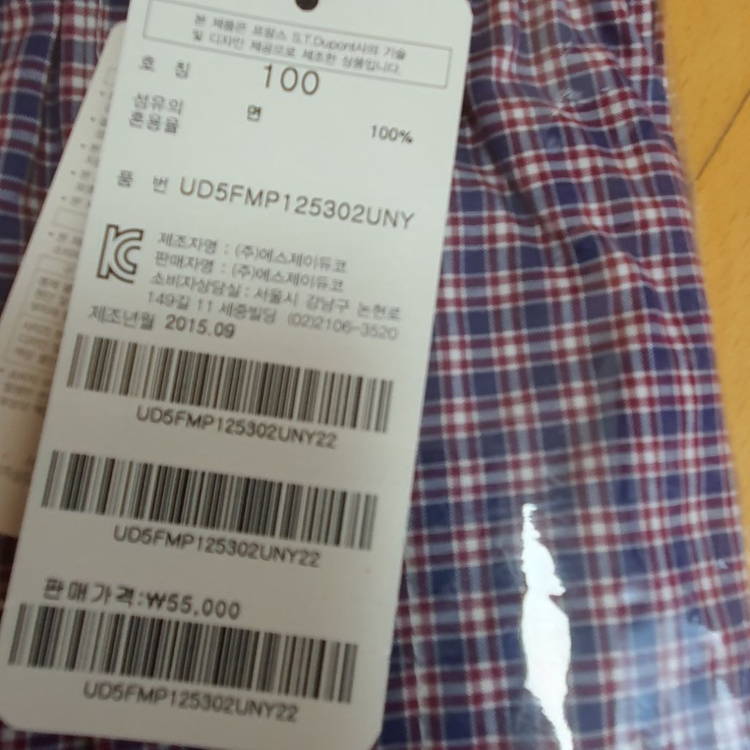 본 제품은 프랑스 S.T.Dupont사의 기술
및 디자인 제공으로 제조한 상품입니다.
호 칭 100
섬유의 혼용율 면 100%
품 번 UD5FMP125302UNY
제조자명 : (주)에스제이듀코
판매자명 : (주)에스제이듀코
소비자상담실 : 서울시 강남구 논현로
149길 11 세중빌딩 (02)2106-3520
제조년월 2015.09
UD5FMP125302UNY22
UD5FMP125302UNY22
판매가격:₩55,000
UD5FMP125302UNY22